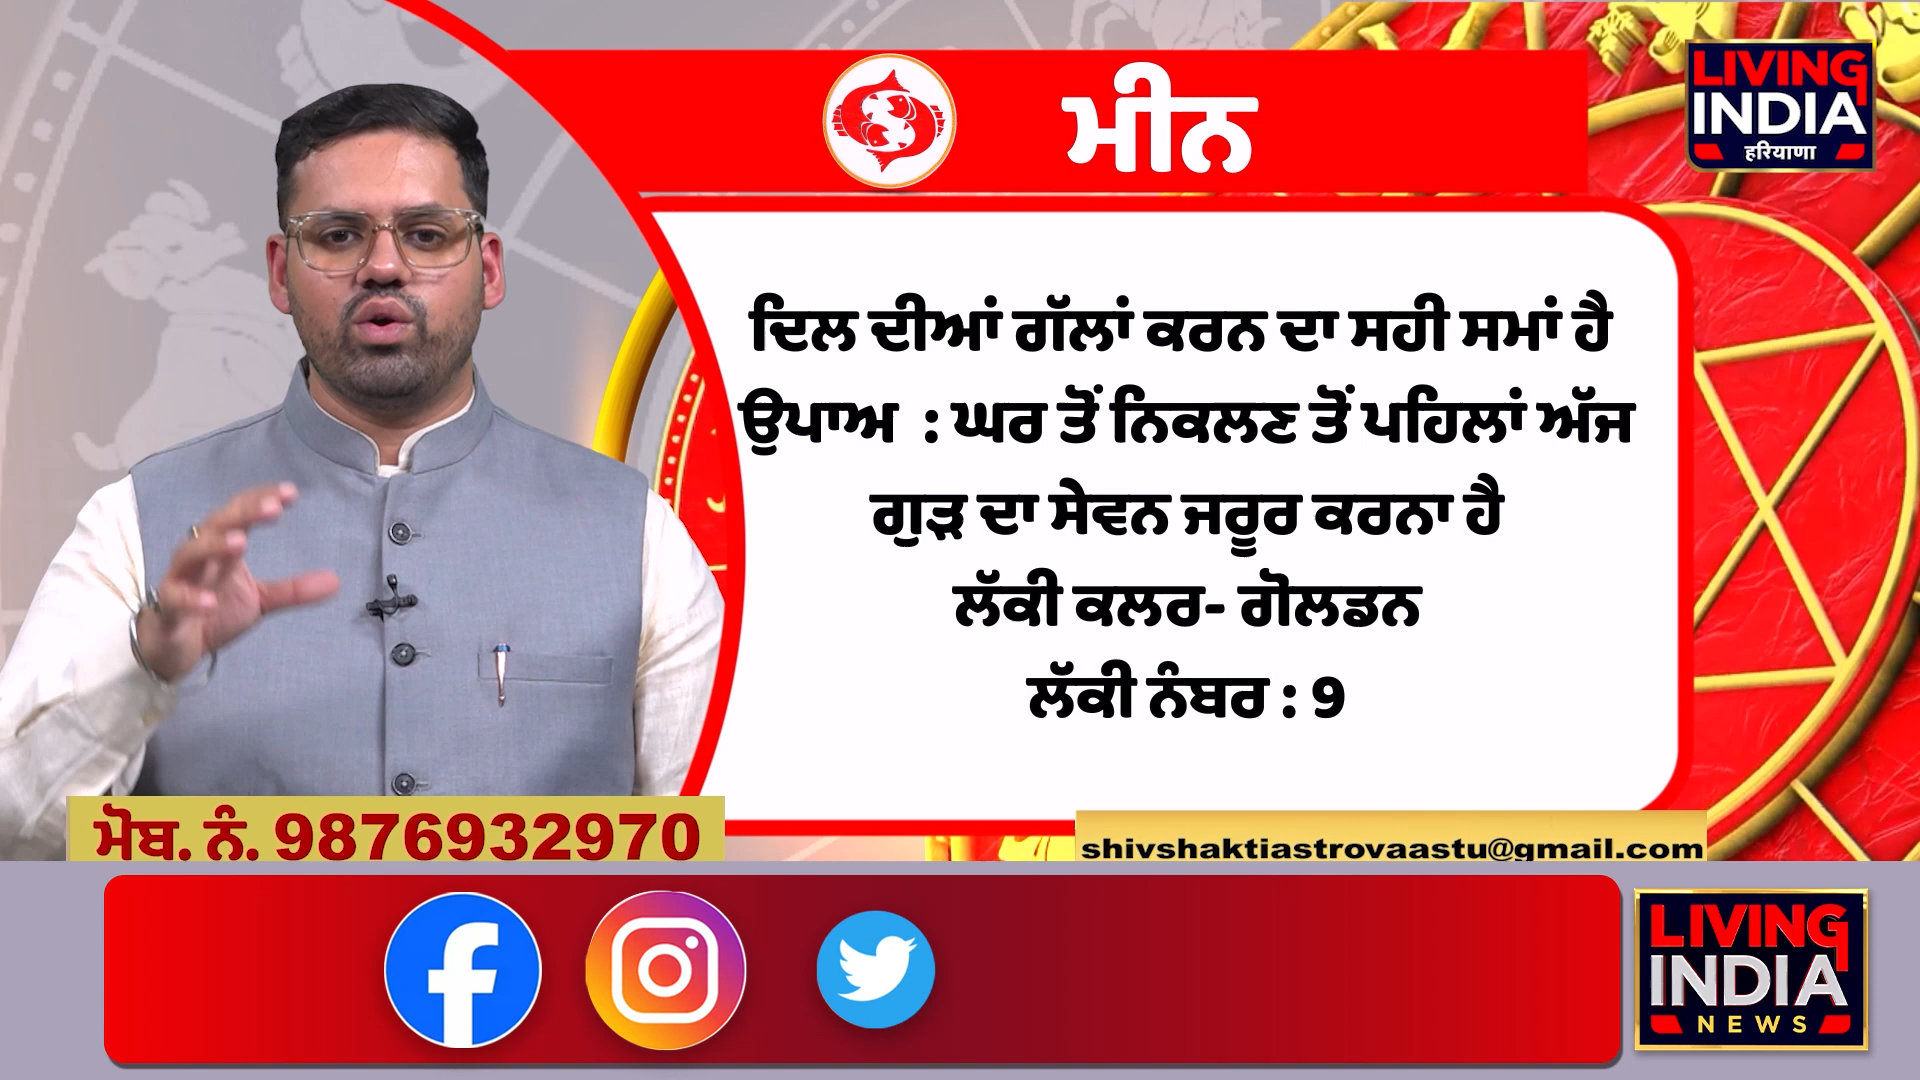 ਮੀਨ
LIVING
INDIA
हरियाणा
ਦਿਲ ਦੀਆਂ ਗੱਲਾਂ ਕਰਨ ਦਾ ਸਹੀ ਸਮਾਂ ਹੈ
ਉਪਾਅ : ਘਰ ਤੋਂ ਨਿਕਲਣ ਤੋਂ ਪਹਿਲਾਂ ਅੱਜ
ਗੁੜ ਦਾ ਸੇਵਨ ਜਰੂਰ ਕਰਨਾ ਹੈ
ਲੱਕੀ ਕਲਰ- ਗੋਲਡਨ
ਲੱਕੀ ਨੰਬਰ : 9
ਮੋਬ. ਨੰ. 9876932970
shivshaktiastrovaastu@gmail.com
LIVING
INDIA
NEWS